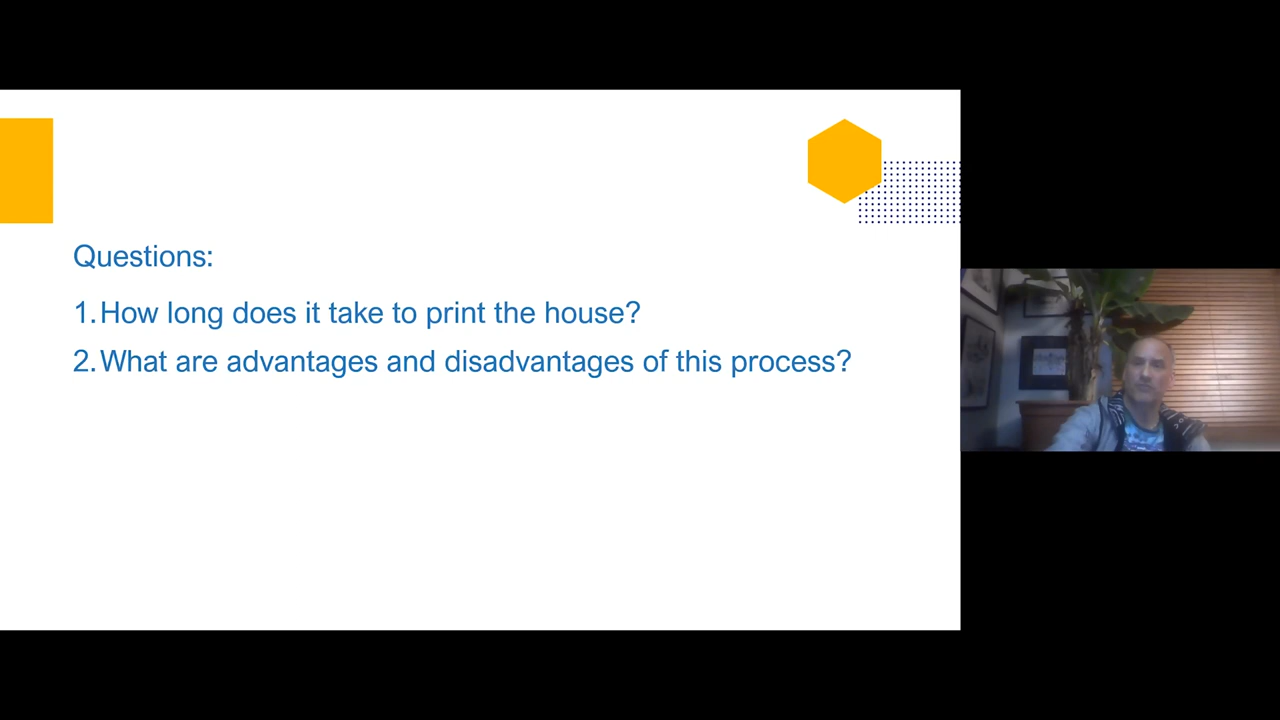 Questions:
1. How long does it take to print the house?
2. What are advantages and disadvantages of this process?